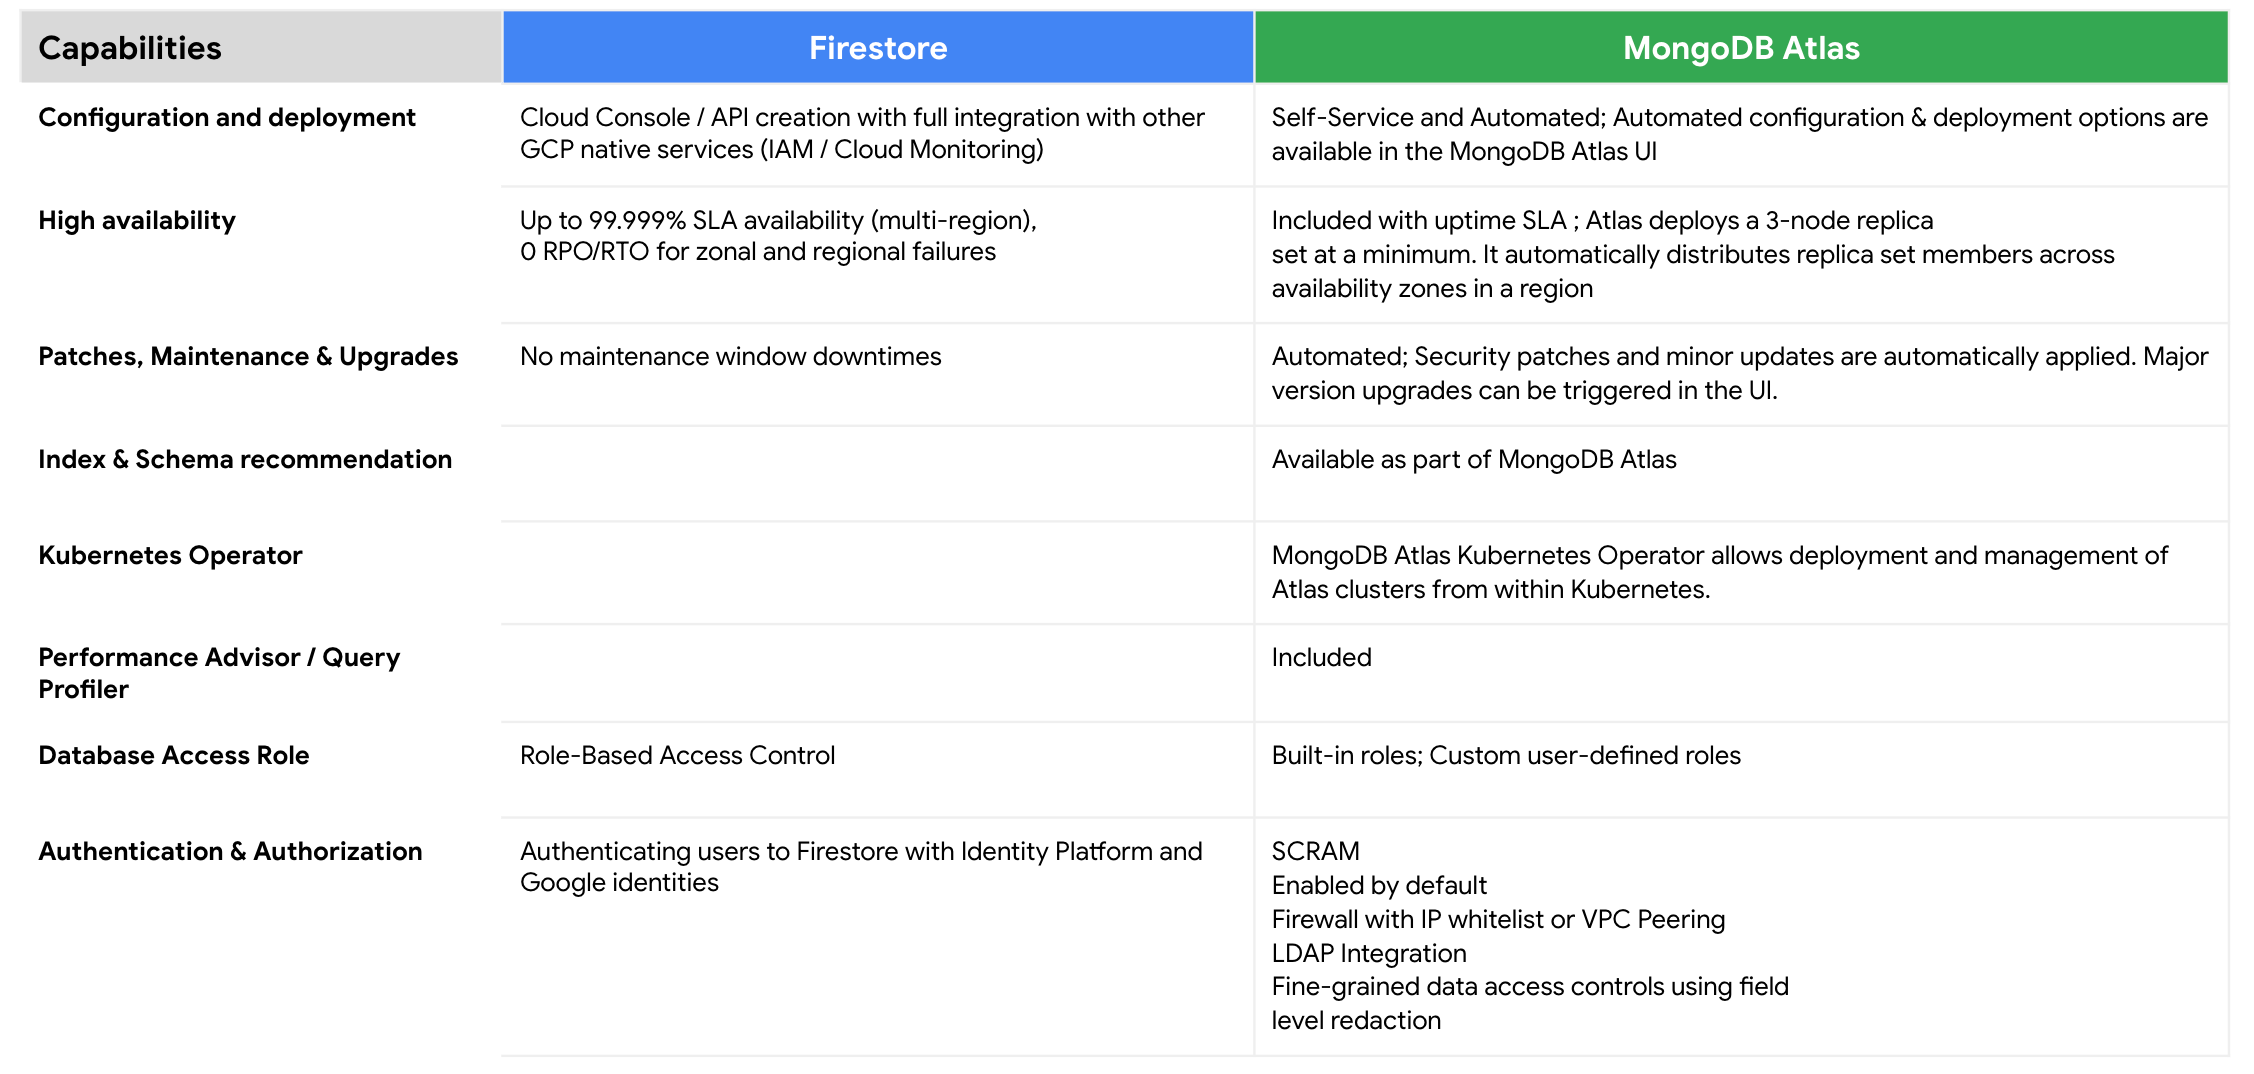 Capabilities
Firestore
MongoDB Atlas
Configuration and deployment
Cloud Console / API creation with full integration with other
GCP native services (IAM / Cloud Monitoring)
Self-Service and Automated; Automated configuration & deployment options are
available in the MongoDB Atlas UI
High availability
Up to 99.999% SLA availability (multi-region),
0 RPO/RTO for zonal and regional failures
Included with uptime SLA ; Atlas deploys a 3-node replica
set at a minimum. It automatically distributes replica set members across
availability zones in a region
Patches, Maintenance & Upgrades
No maintenance window downtimes
Automated; Security patches and minor updates are automatically applied. Major
version upgrades can be triggered in the UI.
Index & Schema recommendation
Available as part of MongoDB Atlas
Kubernetes Operator
MongoDB Atlas Kubernetes Operator allows deployment and management of
Atlas clusters from within Kubernetes.
Performance Advisor / Query
Profiler
Included
Database Access Role
Role-Based Access Control
Built-in roles; Custom user-defined roles
Authentication & Authorization
Authenticating users to Firestore with Identity Platform and
Google identities
SCRAM
Enabled by default
Firewall with IP whitelist or VPC Peering
LDAP Integration
Fine-grained data access controls using field
level redaction